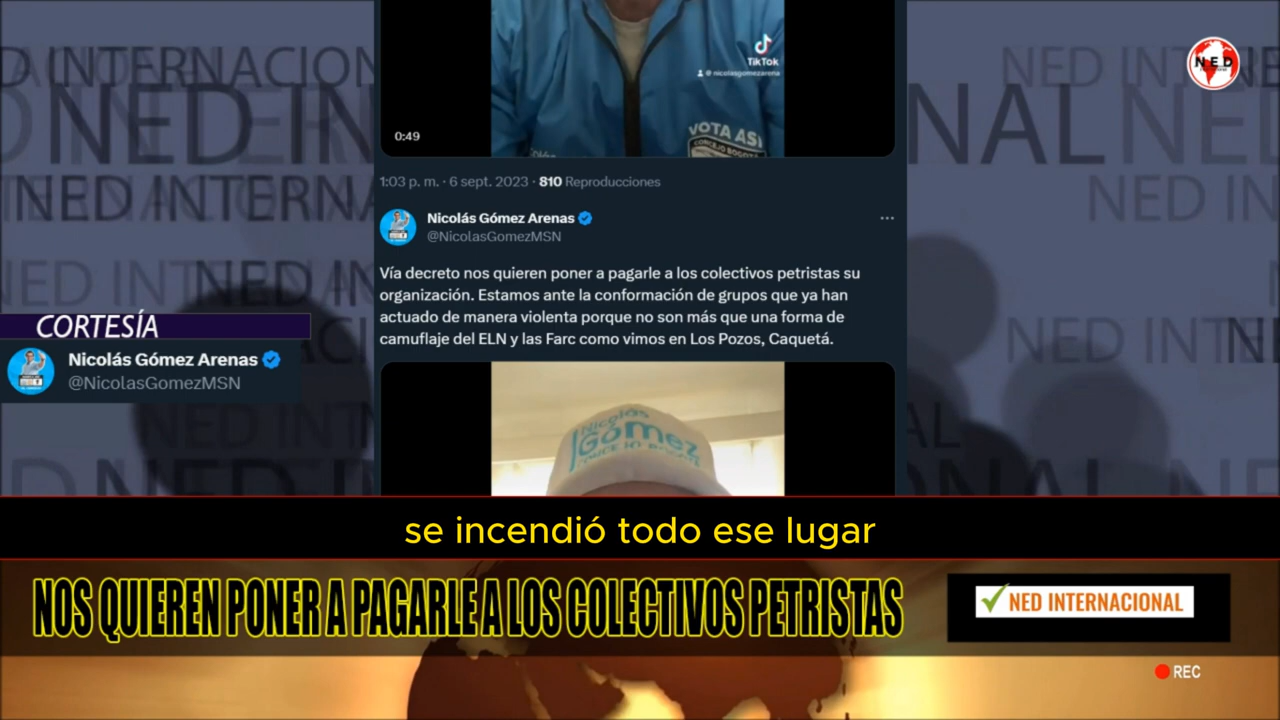 TikTok
@nicolasgomezarena
VOTA ASÍ
CONCEJO BOGOTÁ
0:49
NED
1:03 p. m. · 6 sept. 2023 · 810 Reproducciones
Nicolás Gómez Arenas
@NicolasGomezMSN
Vía decreto nos quieren poner a pagarle a los colectivos petristas su
organización. Estamos ante la conformación de grupos que ya han
actuado de manera violenta porque no son más que una forma de
camuflaje del ELN y las Farc como vimos en Los Pozos, Caquetá.
CORTESÍA
Nicolás Gómez Arenas
@NicolasGomezMSN
Nicolás
Gómez
se incendió todo ese lugar
NOS QUIEREN PONER A PAGARLE A LOS COLECTIVOS PETRISTAS
NED INTERNACIONAL
REC